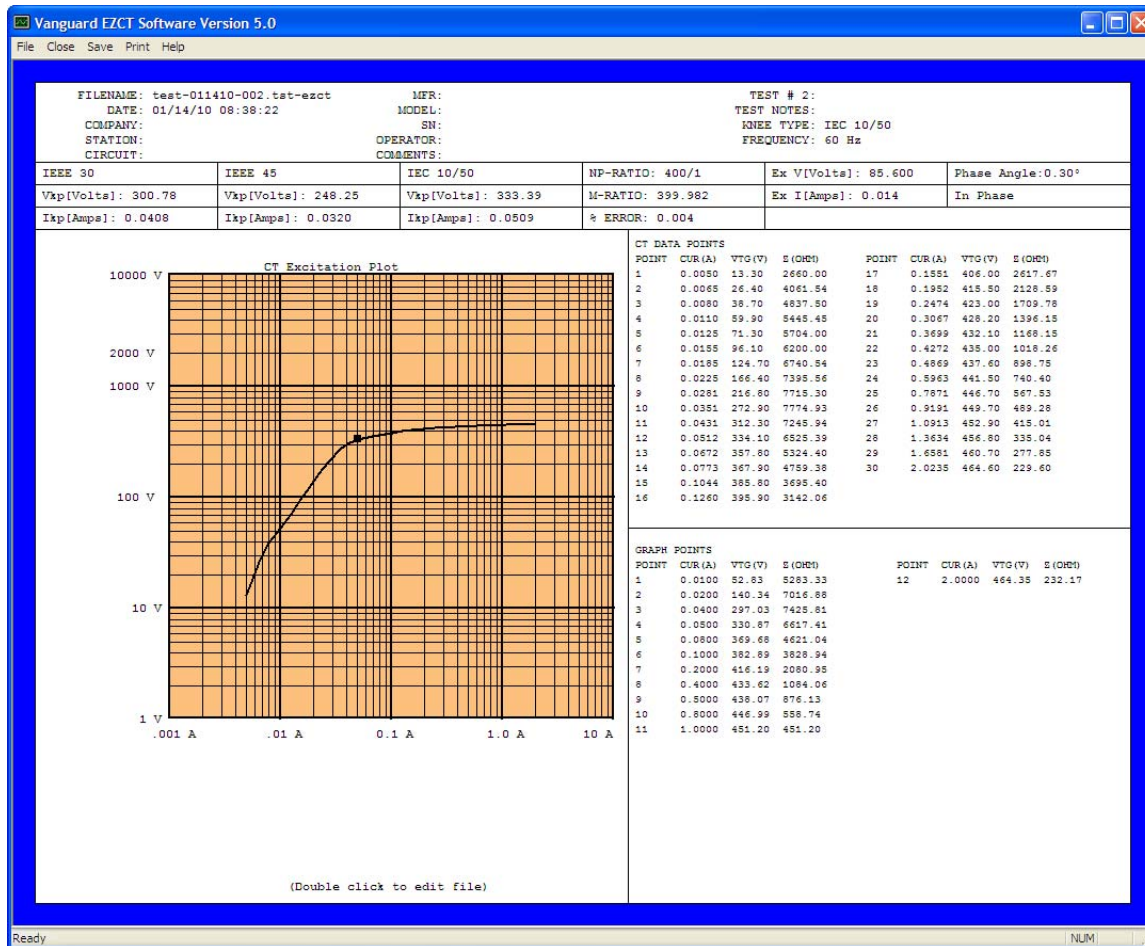 Vanguard EZCT Software Version 5.0
File Close Save Print Help
FILENAME: test-011410-002.tst-ezct MFR: TEST # 2:
DATE: 01/14/10 08:38:22 MODEL: TEST NOTES:
COMPANY: SN: KNEE TYPE: IEC 10/50
STATION: OPERATOR: FREQUENCY: 60 Hz
CIRCUIT: COMMENTS:
IEEE 30 IEEE 45 IEC 10/50 NP-RATIO: 400/1 Ex V[Volts]: 85.600 Phase Angle:0.30°
Vkp[Volts]: 300.78 Vkp[Volts]: 248.25 Vkp[Volts]: 333.39 M-RATIO: 399.982 Ex I[Amps]: 0.014 In Phase
Ikp[Amps]: 0.0408 Ikp[Amps]: 0.0320 Ikp[Amps]: 0.0509 % ERROR: 0.004
CT Excitation Plot
10000 V
2000 V
1000 V
100 V
10 V
1 V
.001 A .01 A 0.1 A 1.0 A 10 A
(Double click to edit file)
CT DATA POINTS
POINT CUR(A) VTG(V) Z(OHM) POINT CUR(A) VTG(V) Z(OHM)
1 0.0050 13.30 2660.00 17 0.1551 406.00 2617.67
2 0.0065 26.40 4061.54 18 0.1952 415.50 2128.59
3 0.0080 38.70 4837.50 19 0.2474 423.00 1709.78
4 0.0110 59.90 5445.45 20 0.3067 428.20 1396.15
5 0.0125 71.30 5704.00 21 0.3699 432.10 1168.15
6 0.0155 96.10 6200.00 22 0.4272 435.00 1018.26
7 0.0185 124.70 6740.54 23 0.4869 437.60 898.75
8 0.0225 166.40 7395.56 24 0.5963 441.50 740.40
9 0.0281 216.80 7715.30 25 0.7871 446.70 567.53
10 0.0351 272.90 7774.93 26 0.9191 449.70 489.28
11 0.0431 312.30 7245.94 27 1.0913 452.90 415.01
12 0.0512 334.10 6525.39 28 1.3634 456.80 335.04
13 0.0672 357.80 5324.40 29 1.6581 460.70 277.85
14 0.0773 367.90 4759.38 30 2.0235 464.60 229.60
15 0.1044 385.80 3695.40
16 0.1260 395.90 3142.06
GRAPH POINTS
POINT CUR(A) VTG(V) Z(OHM) POINT CUR(A) VTG(V) Z(OHM)
1 0.0100 52.83 5283.33 12 2.0000 464.35 232.17
2 0.0200 140.34 7016.88
3 0.0400 297.03 7425.81
4 0.0500 330.87 6617.41
5 0.0800 369.68 4621.04
6 0.1000 382.89 3828.94
7 0.2000 416.19 2080.95
8 0.4000 433.62 1084.06
9 0.5000 438.07 876.13
10 0.8000 446.99 558.74
11 1.0000 451.20 451.20
Ready NUM